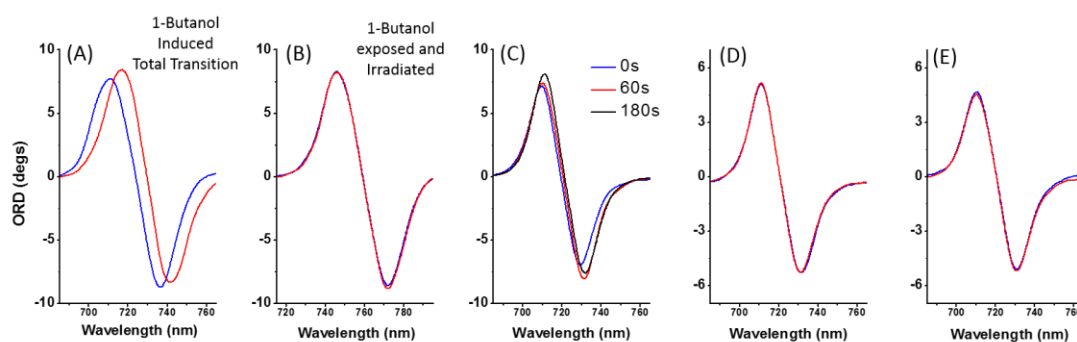 1-Butanol
Induced
Total Transition
1-Butanol
exposed and
Irradiated
(A)
(B)
(C)
(D)
(E)
0s
60s
180s
ORD (degs)
10
5
0
-5
-10
700 720 740 760
Wavelength (nm)
10
5
0
-5
-10
720 740 760 780
Wavelength (nm)
10
5
0
-5
-10
700 720 740 760
Wavelength (nm)
6
3
0
-3
-6
700 720 740 760
Wavelength (nm)
6
3
0
-3
-6
700 720 740 76
Wavelength (nm)